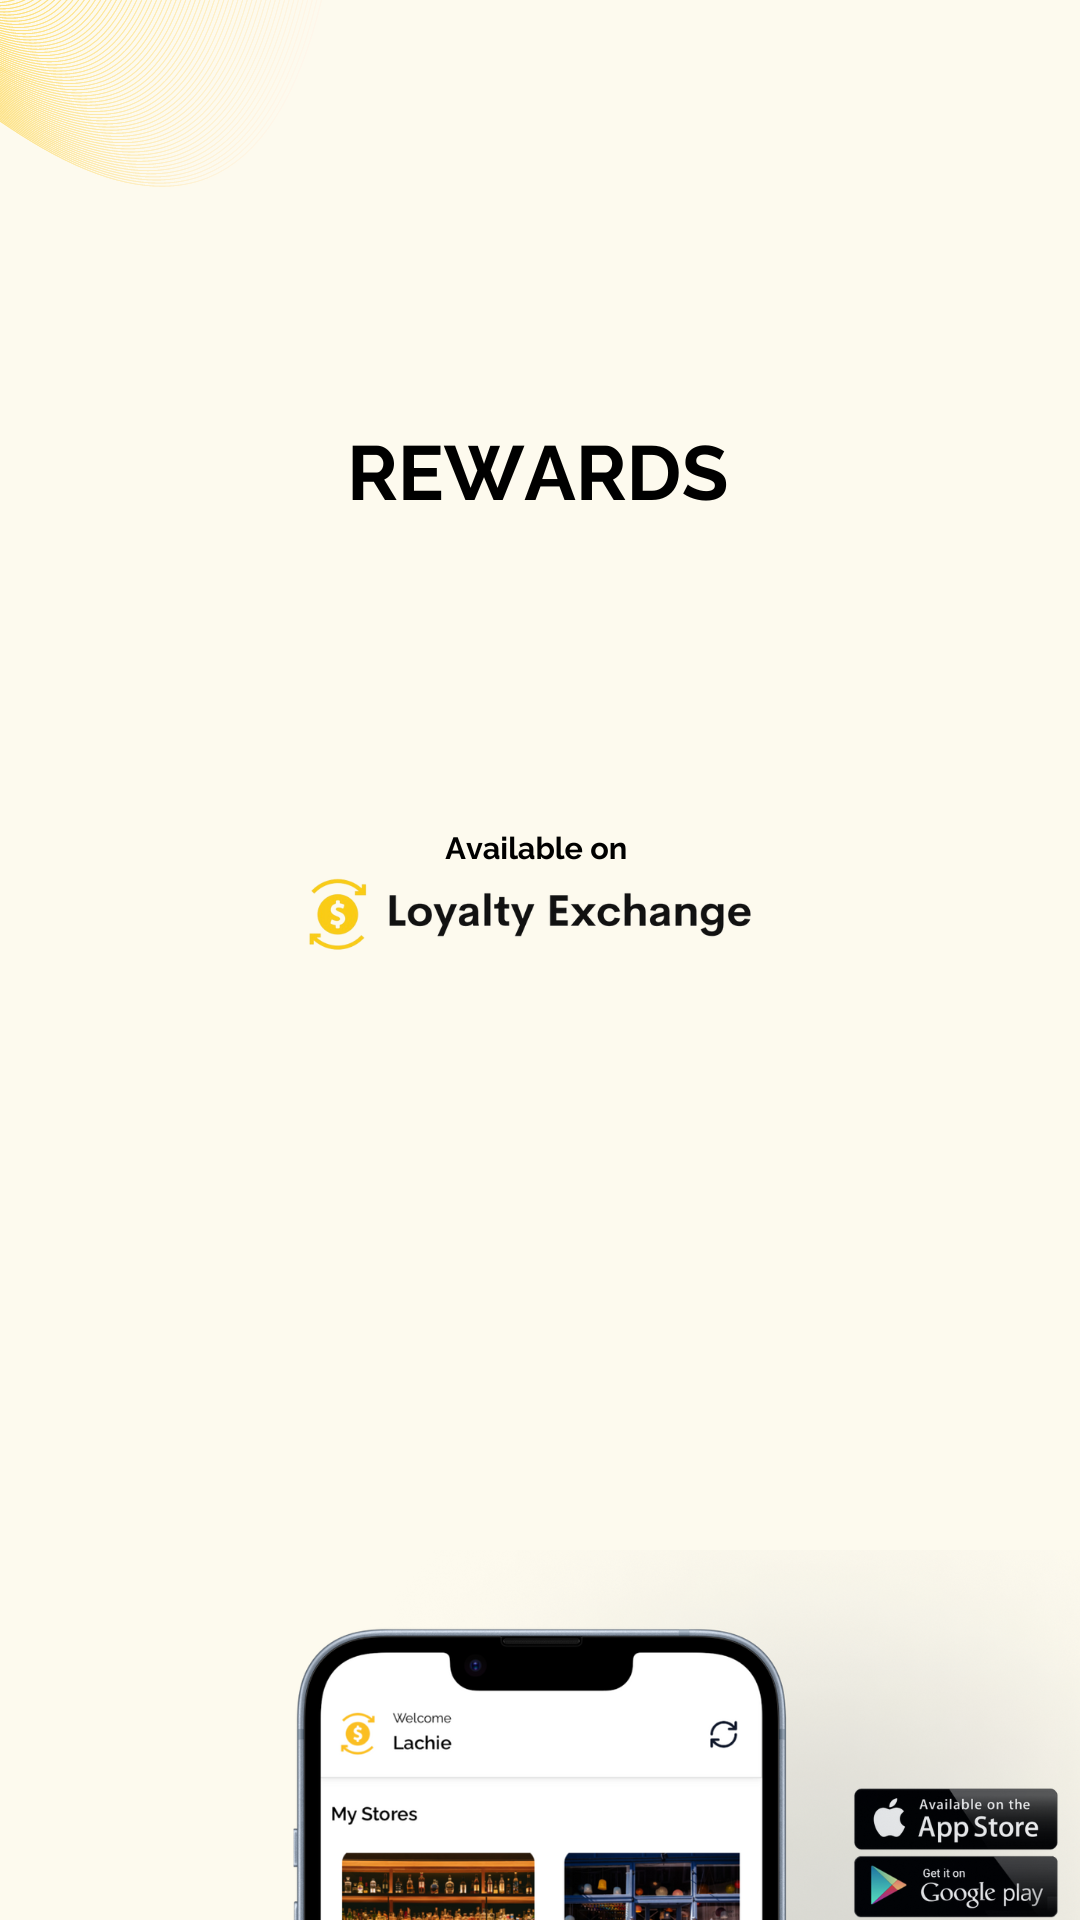 REWARDS
Available on
Loyalty Exchange
Welcome
Lachie
My Stores
Available on the
App Store
Get it on
Google play